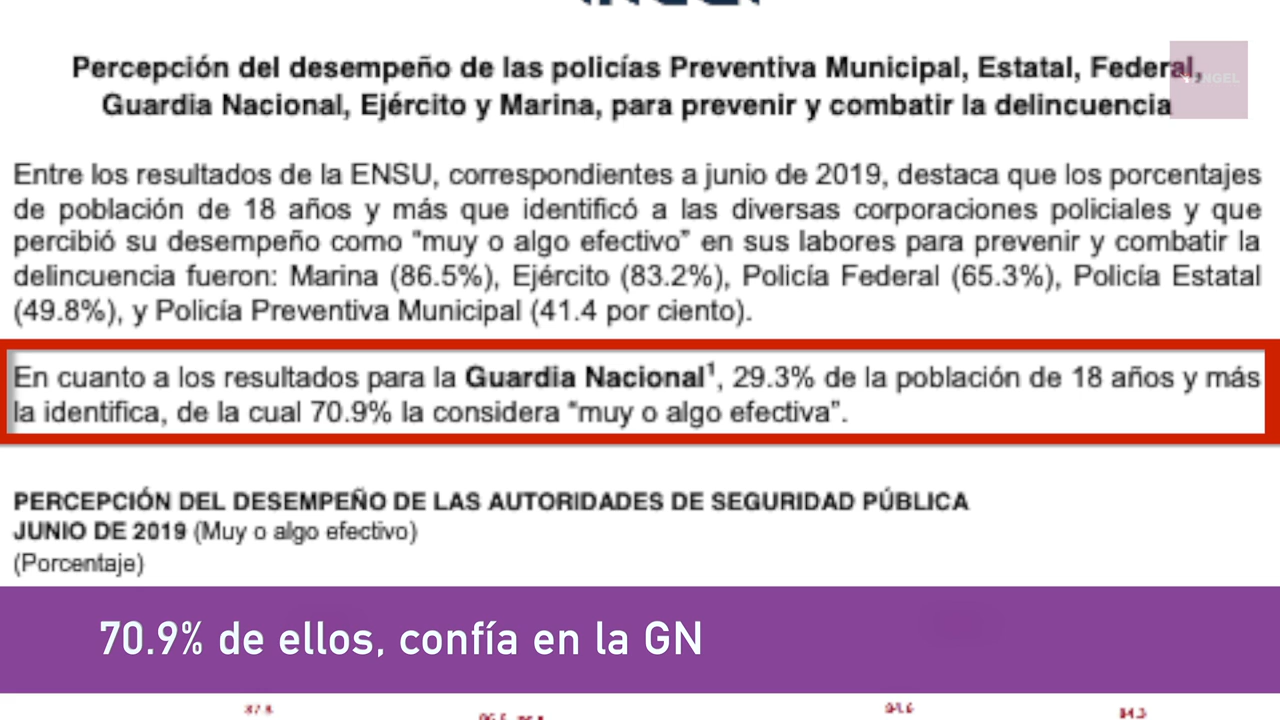 Percepción del desempeño de las policías Preventiva Municipal, Estatal, Federal,
Guardia Nacional, Ejército y Marina, para prevenir y combatir la delincuencia
ANGEL
Entre los resultados de la ENSU, correspondientes a junio de 2019, destaca que los porcentajes
de población de 18 años y más que identificó a las diversas corporaciones policiales y que
percibió su desempeño como “muy o algo efectivo” en sus labores para prevenir y combatir la
delincuencia fueron: Marina (86.5%), Ejército (83.2%), Policía Federal (65.3%), Policía Estatal
(49.8%), y Policía Preventiva Municipal (41.4 por ciento).
En cuanto a los resultados para la Guardia Nacional¹, 29.3% de la población de 18 años y más
la identifica, de la cual 70.9% la considera “muy o algo efectiva”.
PERCEPCIÓN DEL DESEMPEÑO DE LAS AUTORIDADES DE SEGURIDAD PÚBLICA
JUNIO DE 2019 (Muy o algo efectivo)
(Porcentaje)
70.9% de ellos, confía en la GN